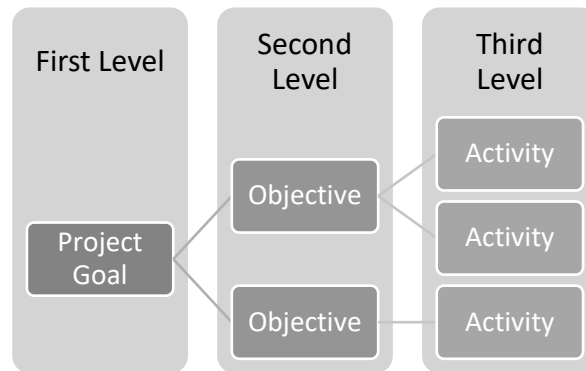 First Level
Second
Level
Third
Level
Project
Goal
Objective
Objective
Activity
Activity
Activity